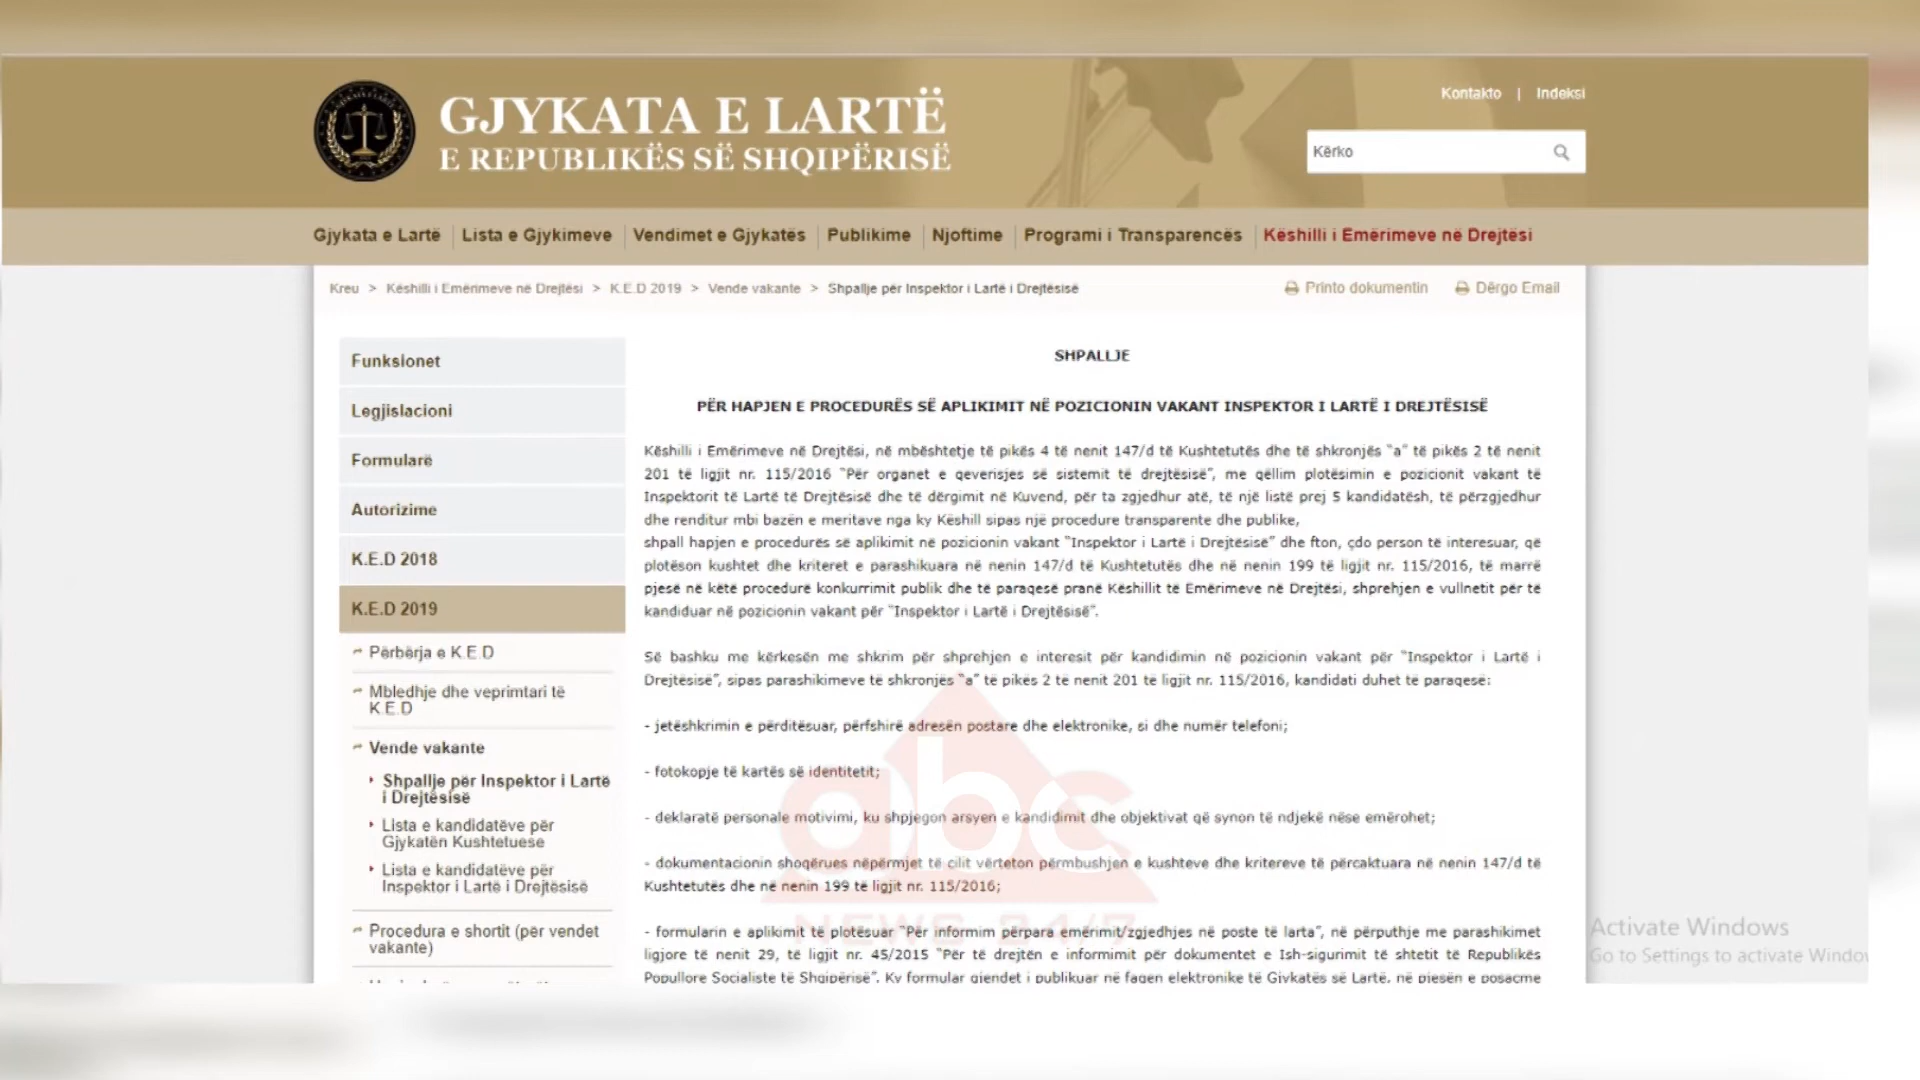 GJYKATA E LARTË
E REPUBLIKËS SË SHQIPËRISË
Kontakto | Indeksi
Kërko
Gjykata e Lartë
Lista e Gjykimeve
Vendimet e Gjykatës
Publikime
Njoftime
Programi i Transparencës
Këshilli i Emërimeve në Drejtësi
Kreu > Këshilli i Emërimeve në Drejtësi > K.E.D 2019 > Vende vakante > Shpallje për Inspektor i Lartë i Drejtësisë
Printo dokumentin
Dërgo Email
Funksionet
Legjislacioni
Formularë
Autorizime
K.E.D 2018
K.E.D 2019
Përbërja e K.E.D
Mbledhje dhe veprimtari të
K.E.D
Vende vakante
Shpallje për Inspektor i Lartë
i Drejtësisë
Lista e kandidatëve për
Gjykatën Kushtetuese
Lista e kandidatëve për
Inspektor i Lartë i Drejtësisë
Procedura e shortit (për vendet
vakante)
SHPALLJE
PËR HAPJEN E PROCEDURËS SË APLIKIMIT NË POZICIONIN VAKANT INSPEKTOR I LARTË I DREJTËSISË
Këshilli i Emërimeve në Drejtësi, në mbështetje të pikës 4 të nenit 147/d të Kushtetutës dhe të shkronjës "a" të pikës 2 të nenit
201 të ligjit nr. 115/2016 "Për organet e qeverisjes së sistemit të drejtësisë", me qëllim plotësimin e pozicionit vakant të
Inspektorit të Lartë të Drejtësisë dhe të dërgimit në Kuvend, për ta zgjedhur atë, të një listë prej 5 kandidatësh, të përzgjedhur
dhe renditur mbi bazën e meritave nga ky Këshill sipas një procedure transparente dhe publike,
shpall hapjen e procedurës së aplikimit në pozicionin vakant "Inspektor i Lartë i Drejtësisë" dhe fton, çdo person të interesuar, që
plotëson kushtet dhe kriteret e parashikuara në nenin 147/d të Kushtetutës dhe në nenin 199 të ligjit nr. 115/2016, të marrë
pjesë në këtë procedurë konkurrimit publik dhe të paraqesë pranë Këshillit të Emërimeve në Drejtësi, shprehjen e vullnetit për të
kandiduar në pozicionin vakant për "Inspektor i Lartë i Drejtësisë".
Së bashku me kërkesën me shkrim për shprehjen e interesit për kandidimin në pozicionin vakant për "Inspektor i Lartë i
Drejtësisë", sipas parashikimeve të shkronjës "a" të pikës 2 të nenit 201 të ligjit nr. 115/2016, kandidati duhet të paraqesë:
- jetëshkrimin e përditësuar, përfshirë adresën postare dhe elektronike, si dhe numër telefoni;
- fotokopje të kartës së identitetit;
- deklaratë personale motivimi, ku shpjegon arsyen e kandidimit dhe objektivat që synon të ndjekë nëse emërohet;
- dokumentacionin shoqërues nëpërmjet të cilit vërteton përmbushjen e kushteve dhe kritereve të përcaktuara në nenin 147/d të
Kushtetutës dhe në nenin 199 të ligjit nr. 115/2016;
- formularin e aplikimit të plotësuar "Për informim përpara emërimit/zgjedhjes në poste të larta", në përputhje me parashikimet
ligjore të nenit 29, të ligjit nr. 45/2015 "Për të drejtën e informimit për dokumentet e Ish-sigurimit të shtetit të Republikës
Popullore Socialiste të Shqipërisë". Ky formular gjendet i publikuar në faqen elektronike të Gjykatës së Lartë, në pjesën e posaçme
abc
NEWS 24/7
Activate Windows
Go to Settings to activate Window